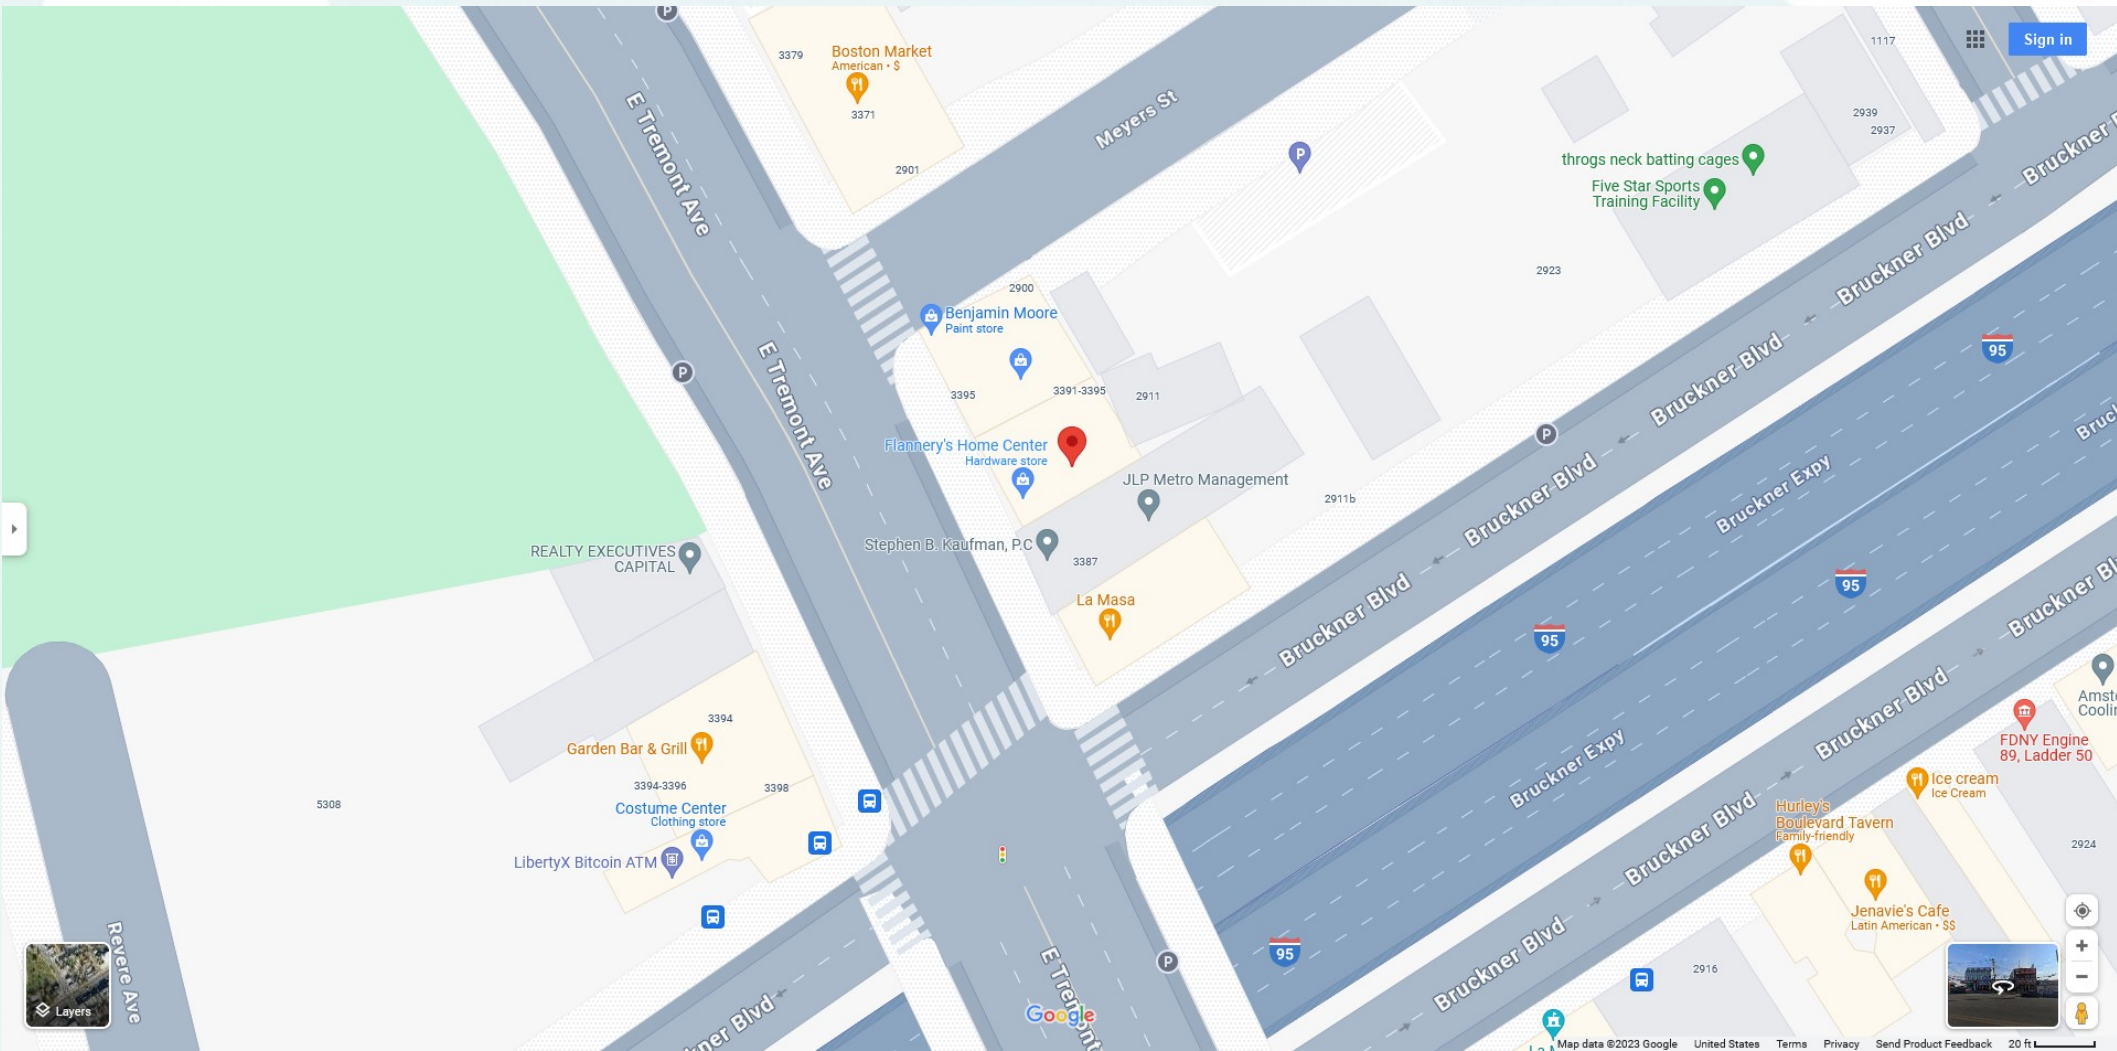 Sign in
Boston Market
American • $
3379
3371
2901
E Tremont Ave
Meyers St
1117
2939
2937
throgs neck batting cages
Five Star Sports
Training Facility
Bruckner Blvd
2923
2900
Benjamin Moore
Paint store
3395
3391-3395
2911
E Tremont Ave
Flannery's Home Center
Hardware store
JLP Metro Management
2911b
Stephen B. Kaufman, P.C
3387
La Masa
P
P
P
P
P
Bruckner Blvd
Bruckner Blvd
Bruckner Blvd
Bruckner Blvd
Bruckner Expy
95
95
95
95
Bruckner Expy
REALTY EXECUTIVES
CAPITAL
3394
Garden Bar & Grill
3394-3396
3398
Costume Center
Clothing store
LibertyX Bitcoin ATM
5308
Revere Ave
Layers
E Tremont
Google
Bruckner Blvd
Bruckner Blvd
Bruckner Blvd
FDNY Engine
89, Ladder 50
Ice cream
Ice Cream
Hurley's
Boulevard Tavern
Family-friendly
Jenavie's Cafe
Latin American • $$
2924
2916
Map data ©2023 Google United States Terms Privacy Send Product Feedback 20 ft